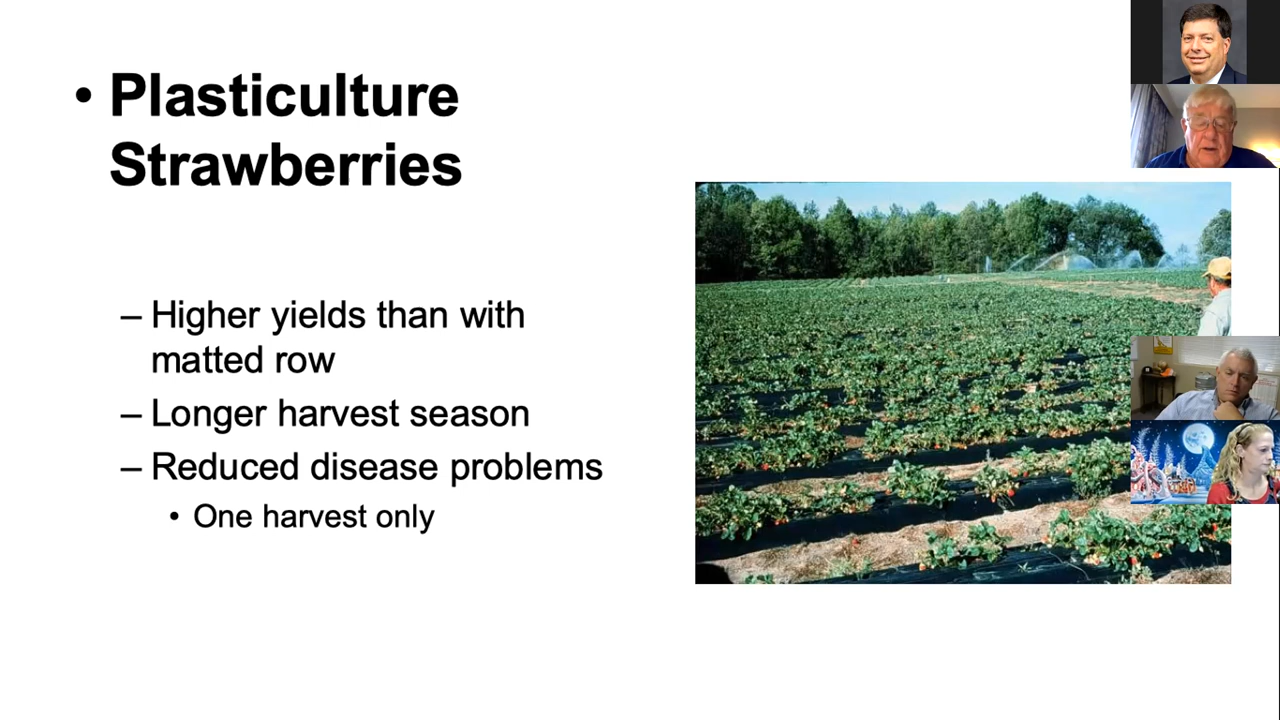 • Plasticulture
Strawberries
– Higher yields than with
matted row
– Longer harvest season
– Reduced disease problems
• One harvest only